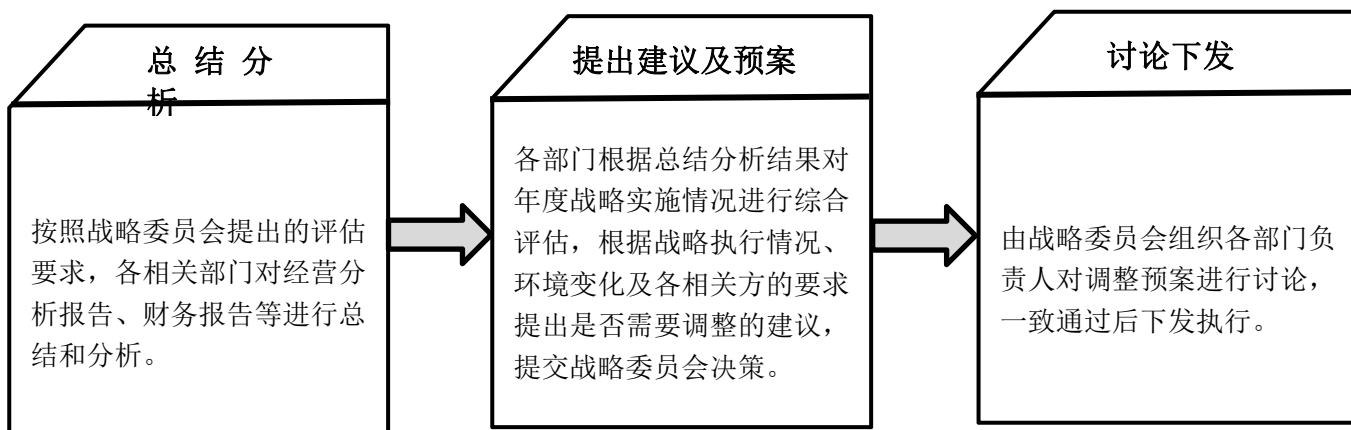 总 结 分
析
按照战略委员会提出的评估
要求，各相关部门对经营分
析报告、财务报告等进行总
结和分析。
提出建议及预案
各部门根据总结分析结果对
年度战略实施情况进行综合
评估，根据战略执行情况、
环境变化及各相关方的要求
提出是否需要调整的建议，
提交战略委员会决策。
讨论下发
由战略委员会组织各部门负
责人对调整预案进行讨论，
一致通过后下发执行。